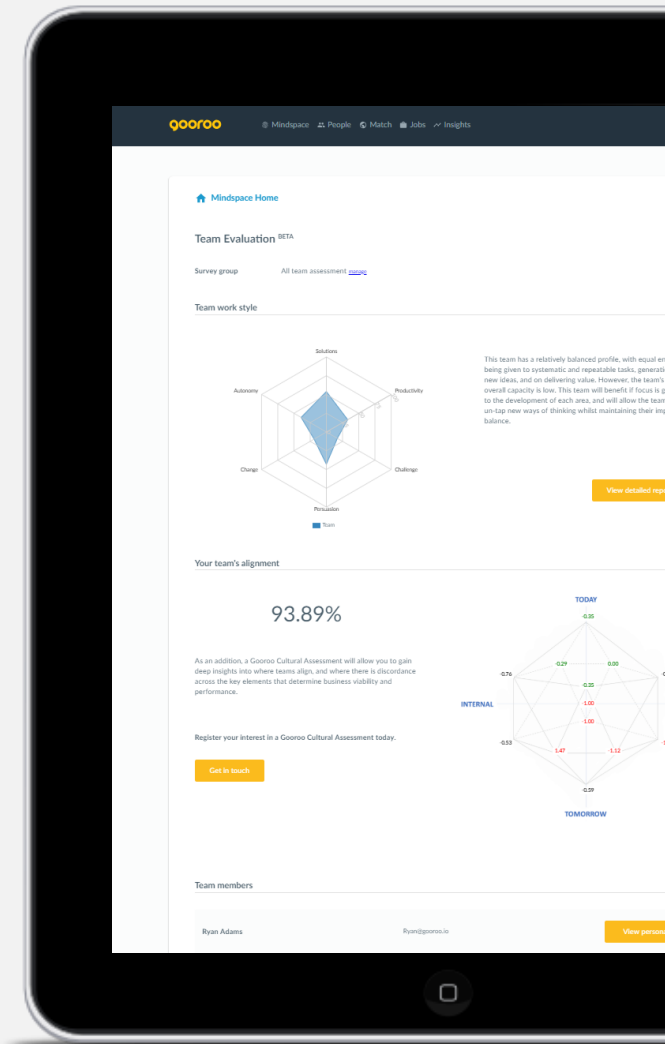 gooroo
Mindspace People Match Jobs Insights
Mindspace Home
Team Evaluation BETA
Survey group All team assessment manage
Team work style
Solutions
Autonomy
Productivity
Change
Challenge
Persuasion
Team
This team has a relatively balanced profile, with equal
being given to systematic and repeatable tasks,
new ideas, and on delivering value. However, the team's
overall capacity is low. This team will benefit if focus is
to the development of each area, and will allow the team
un-tap new ways of thinking whilst maintaining their
balance.
View detailed
Your team's alignment
93.89%
As an addition, a Gooroo Cultural Assessment will allow you to gain
deep insights into where teams align, and where there is discordance
across the key elements that determine business viability and
performance.
Register your interest in a Gooroo Cultural Assessment today.
Get in touch
TODAY
-0.35
-0.29 0.00
-0.76
-0.35
INTERNAL
-1.00
-1.00
-0.53
1.47 -1.12
-0.59
TOMORROW
Team members
Ryan Adams Ryan@gooroo.io View